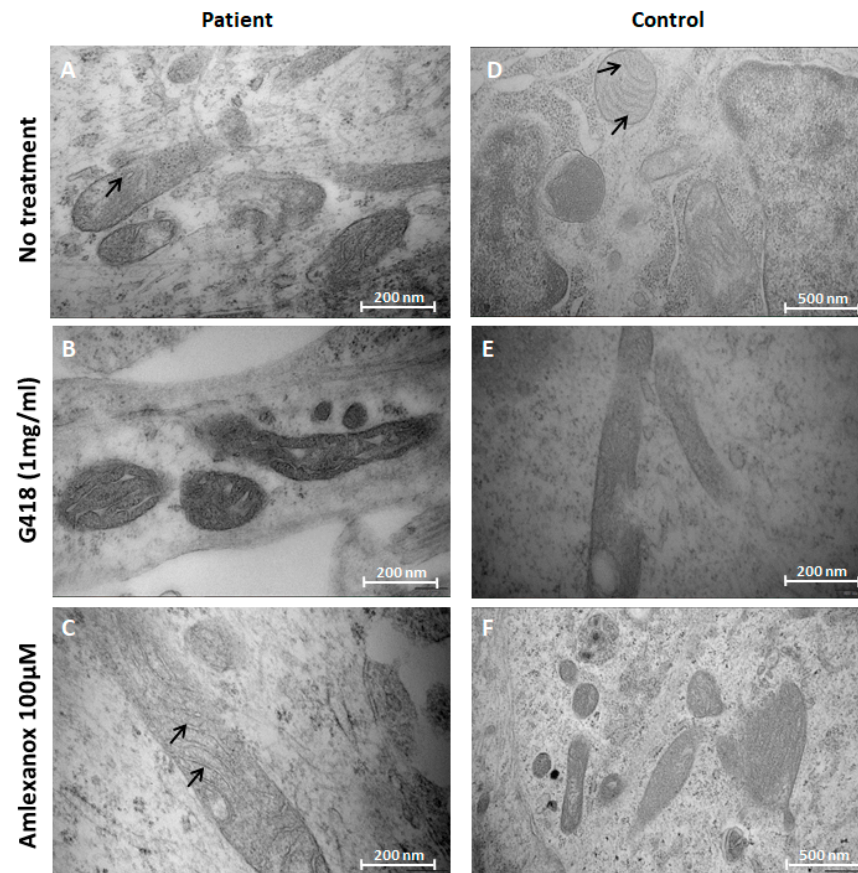 Patient
Control
No treatment
A
200 nm
D
500 nm
G418 (1mg/ml)
B
200 nm
E
200 nm
Amlexanox 100µM
C
200 nm
F
500 nm